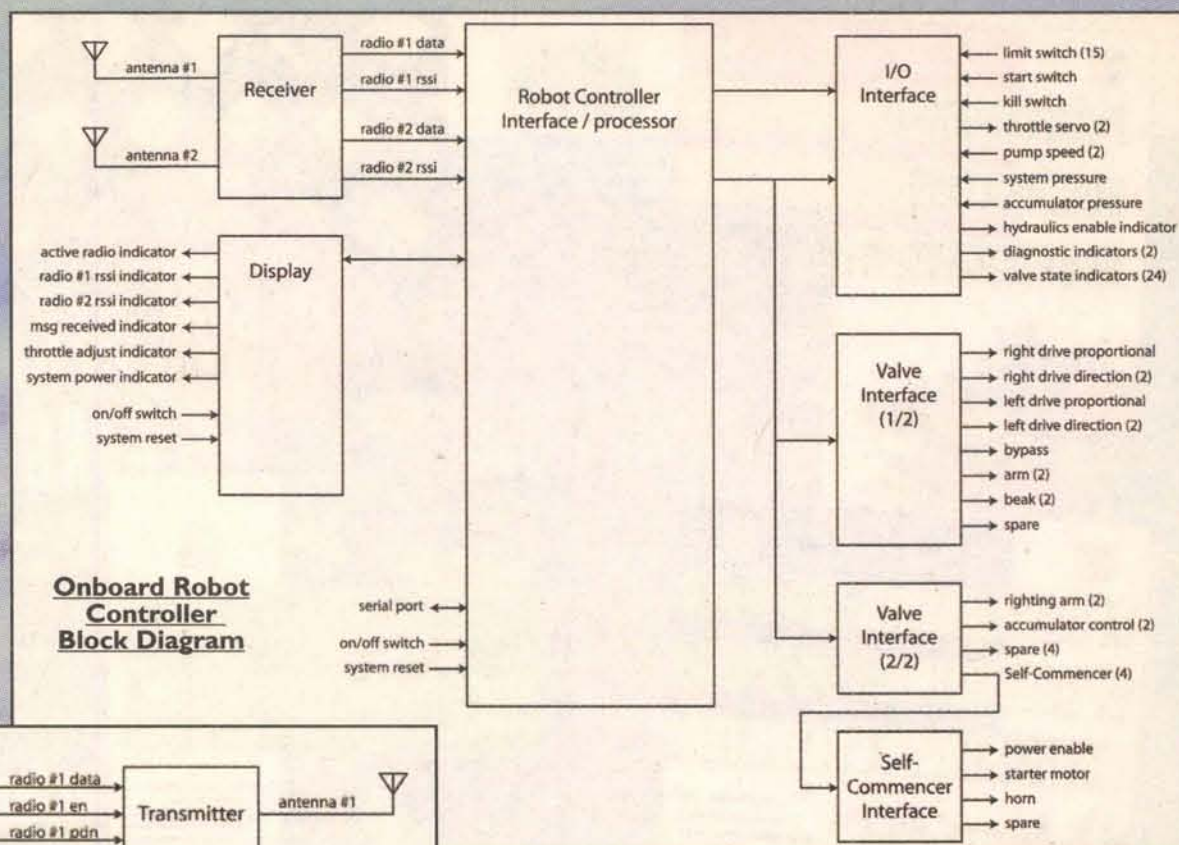 antenna #1
antenna #2
Receiver
radio #1 data
radio #1 rssi
radio #2 data
radio #2 rssi
Robot Controller
Interface / processor
I/O
Interface
limit switch (15)
start switch
kill switch
throttle servo (2)
pump speed (2)
system pressure
accumulator pressure
hydraulics enable indicator
diagnostic indicators (2)
valve state indicators (24)
active radio indicator
radio #1 rssi indicator
radio #2 rssi indicator
msg received indicator
throttle adjust indicator
system power indicator
on/off switch
system reset
Display
Valve
Interface
(1/2)
right drive proportional
right drive direction (2)
left drive proportional
left drive direction (2)
bypass
arm (2)
beak (2)
spare
Onboard Robot
Controller
Block Diagram
serial port
on/off switch
system reset
Valve
Interface
(2/2)
righting arm (2)
accumulator control (2)
spare (4)
Self-Commencer (4)
Self-
Commencer
Interface
power enable
starter motor
horn
spare
radio #1 data
radio #1 en
radio #1 pdn
Transmitter
antenna #1